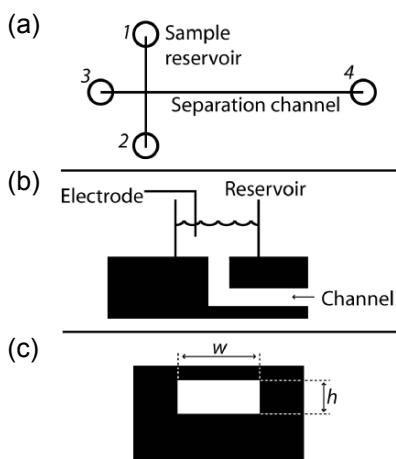 (a)
1
Sample
reservoir
3
4
Separation channel
2
(b)
Electrode
Reservoir
Channel
(c)
w
h